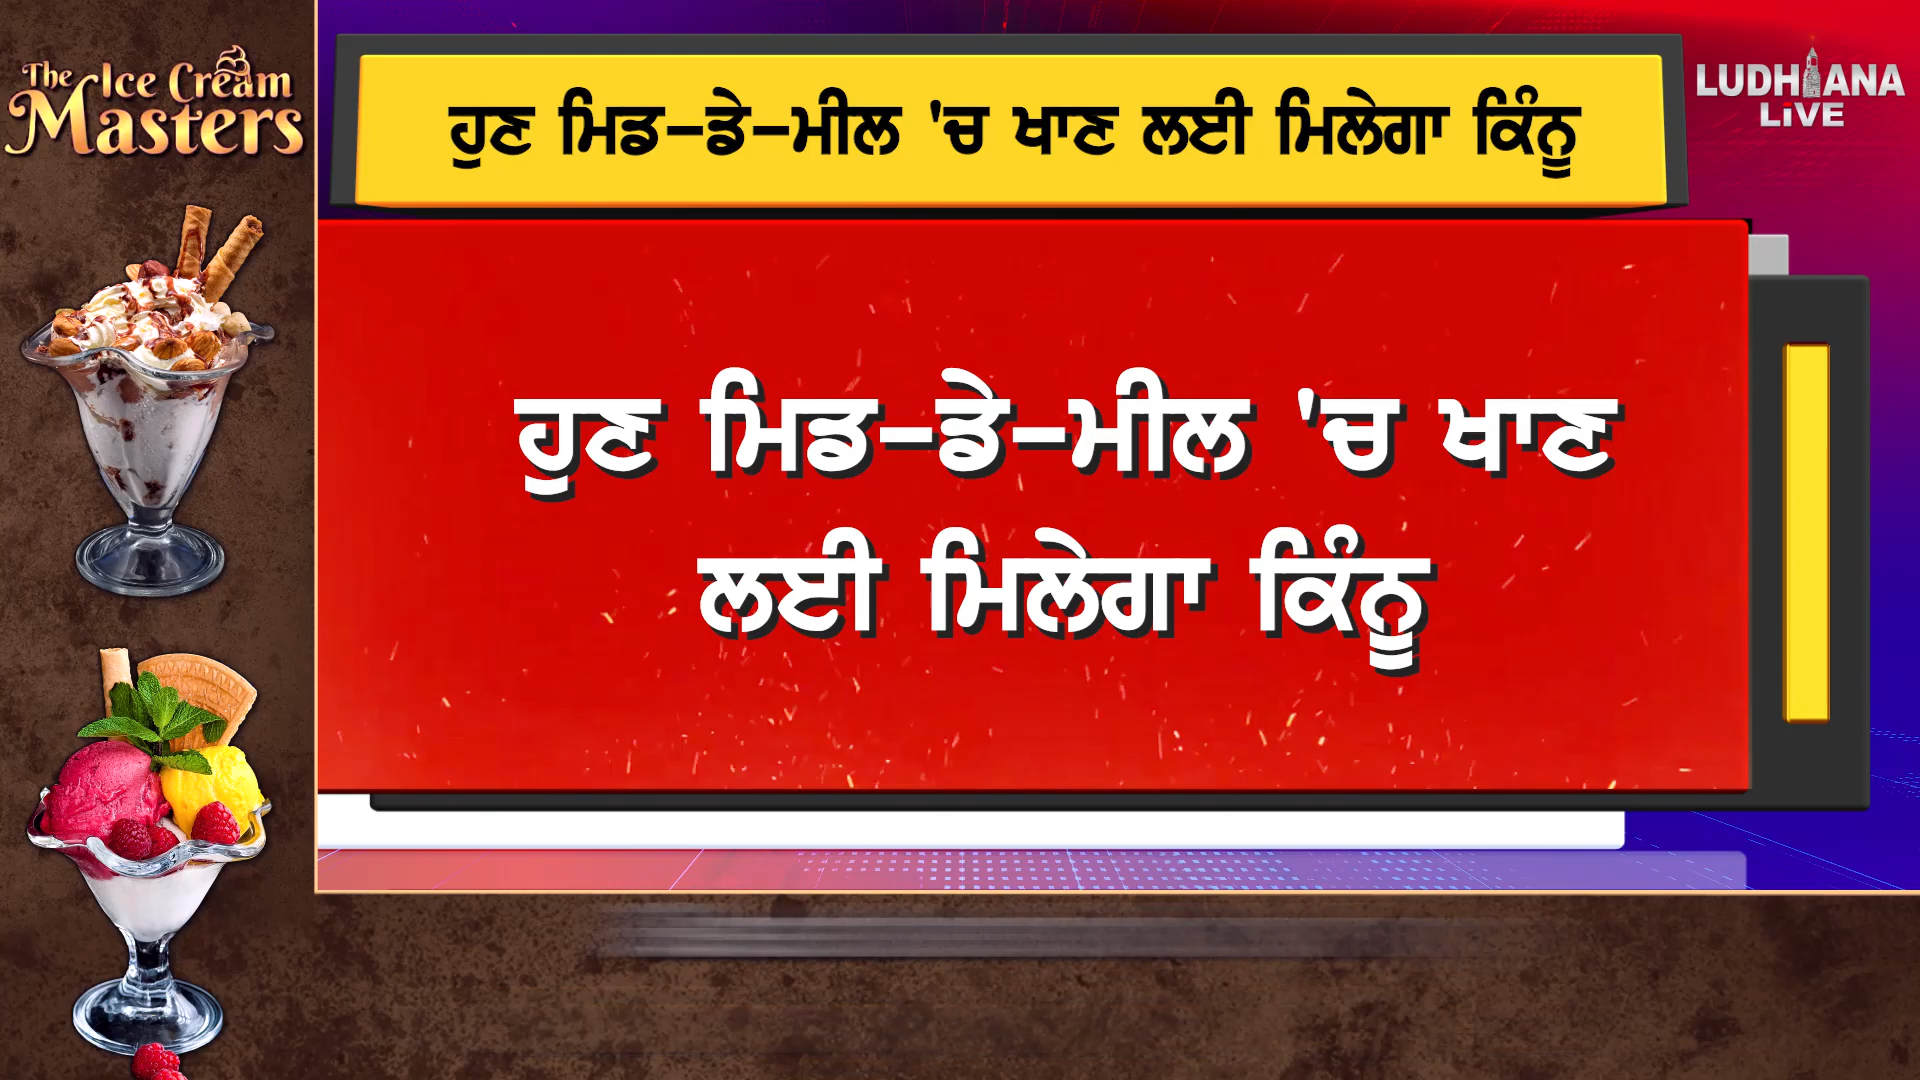 The Ice Cream
Masters
ਹੁਣ ਮਿਡ-ਡੇ-ਮੀਲ 'ਚ ਖਾਣ ਲਈ ਮਿਲੇਗਾ ਕਿੰਨੂ
LUDHIANA
LiVE
ਹੁਣ ਮਿਡ-ਡੇ-ਮੀਲ 'ਚ ਖਾਣ
ਲਈ ਮਿਲੇਗਾ ਕਿੰਨੂ